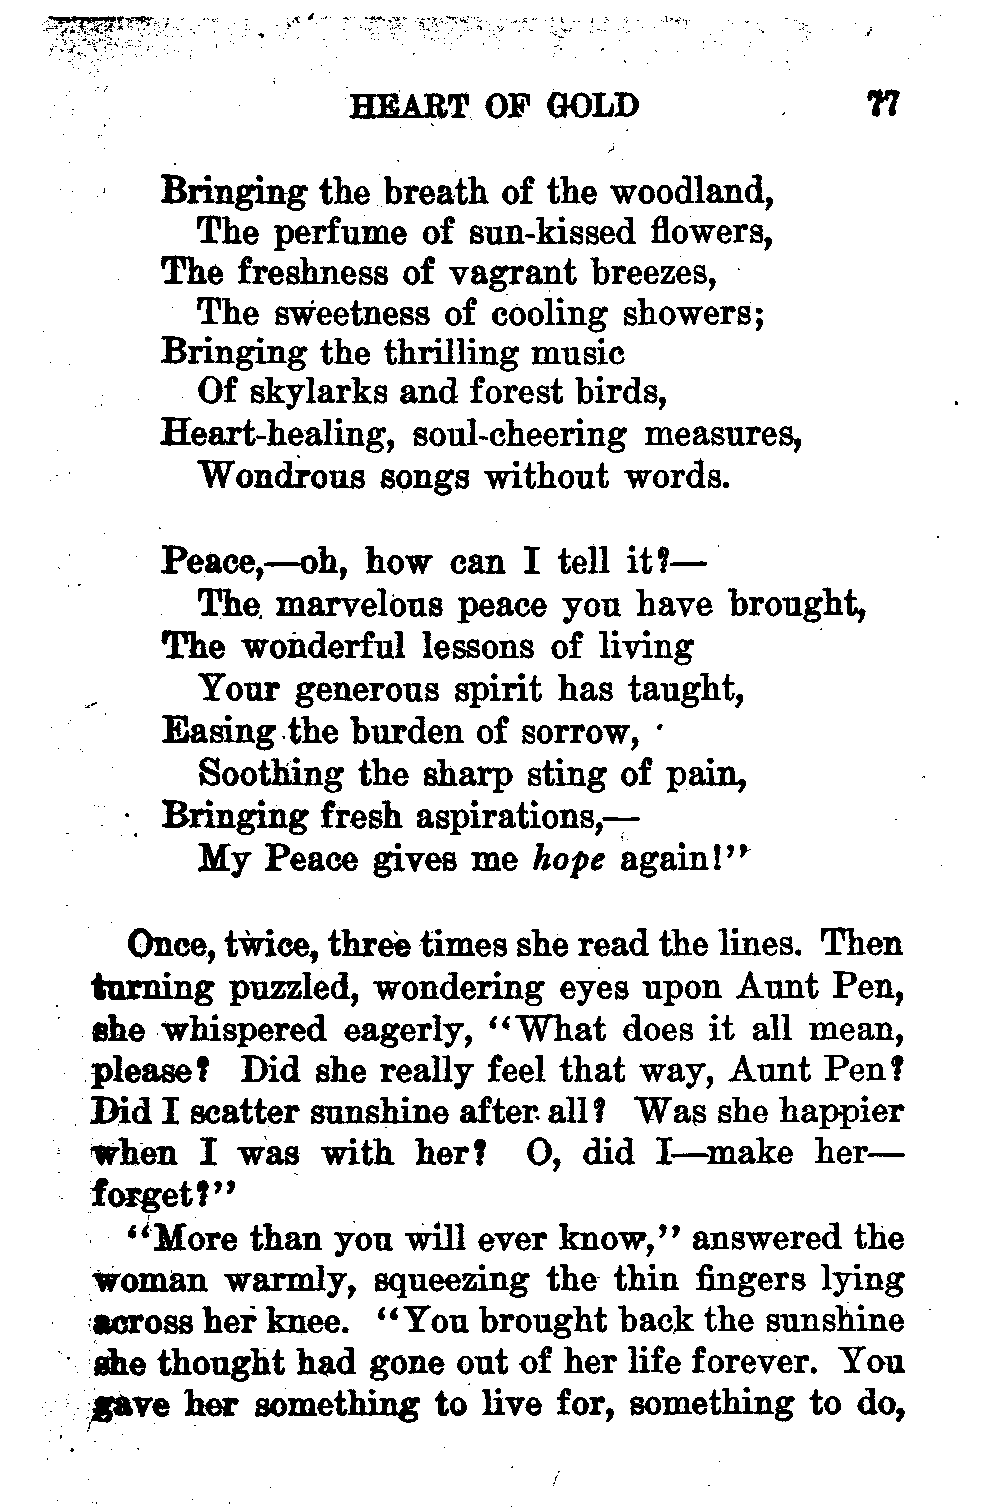 HEART OF GOLD 77
Bringing the breath of the woodland,
The perfume of sun-kissed flowers,
The freshness of vagrant breezes,
The sweetness of cooling showers;
Bringing the thrilling music
Of skylarks and forest birds,
Heart-healing, soul-cheering measures,
Wondrous songs without words.
Peace,—oh, how can I tell it?—
The marvelous peace you have brought,
The wonderful lessons of living
Your generous spirit has taught,
Easing the burden of sorrow,
Soothing the sharp sting of pain,
Bringing fresh aspirations,—
My Peace gives me hope again!"
Once, twice, three times she read the lines. Then
turning puzzled, wondering eyes upon Aunt Pen,
she whispered eagerly, "What does it all mean,
please? Did she really feel that way, Aunt Pen?
Did I scatter sunshine after all? Was she happier
when I was with her? O, did I—make her—
forget?"
"More than you will ever know," answered the
woman warmly, squeezing the thin fingers lying
across her knee. "You brought back the sunshine
she thought had gone out of her life forever. You
gave her something to live for, something to do,